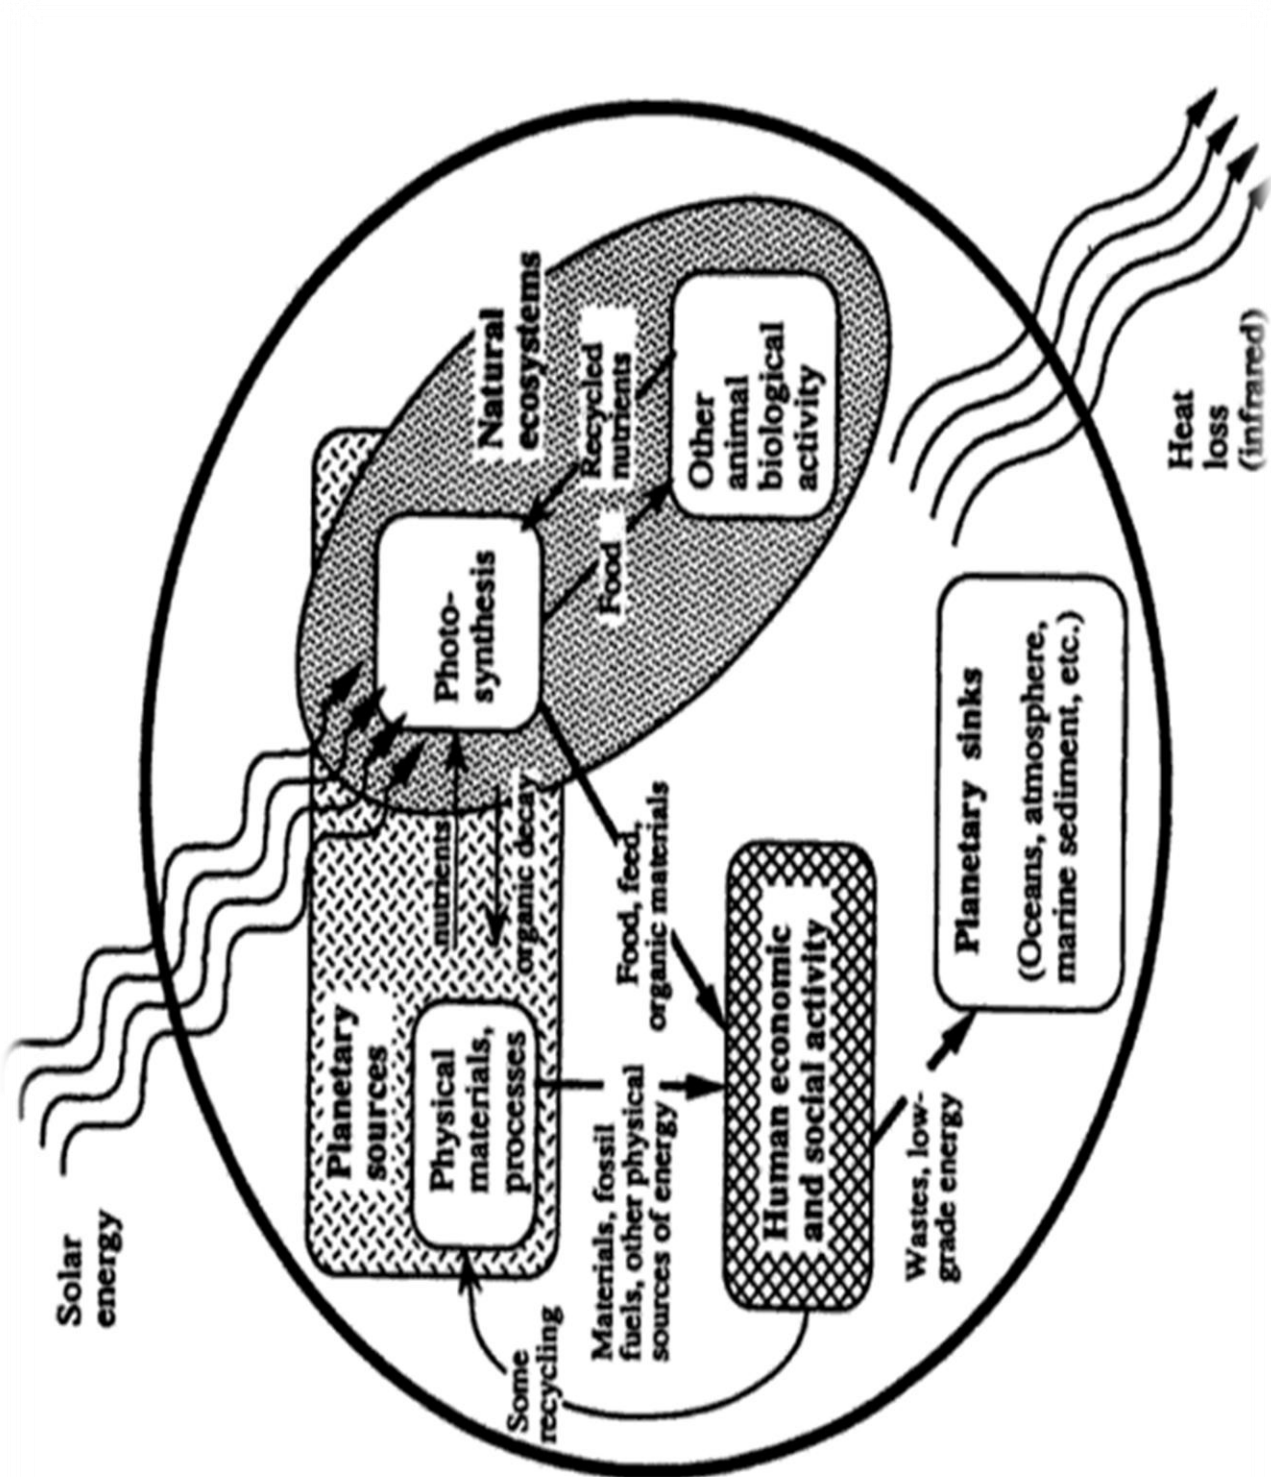 Solar
energy
Planetary
sources
Physical
materials,
processes
nutrients
organic decay
Photo-
synthesis
Natural
ecosystems
Recycled
nutrients
Food
Other
animal
biological
activity
Some
recycling
Materials, fossil
fuels, other physical
sources of energy
Food, feed,
organic materials
Human economic
and social activity
Wastes, low-
grade energy
Planetary sinks
(Oceans, atmosphere,
marine sediment, etc.)
Heat
loss
(infrared)